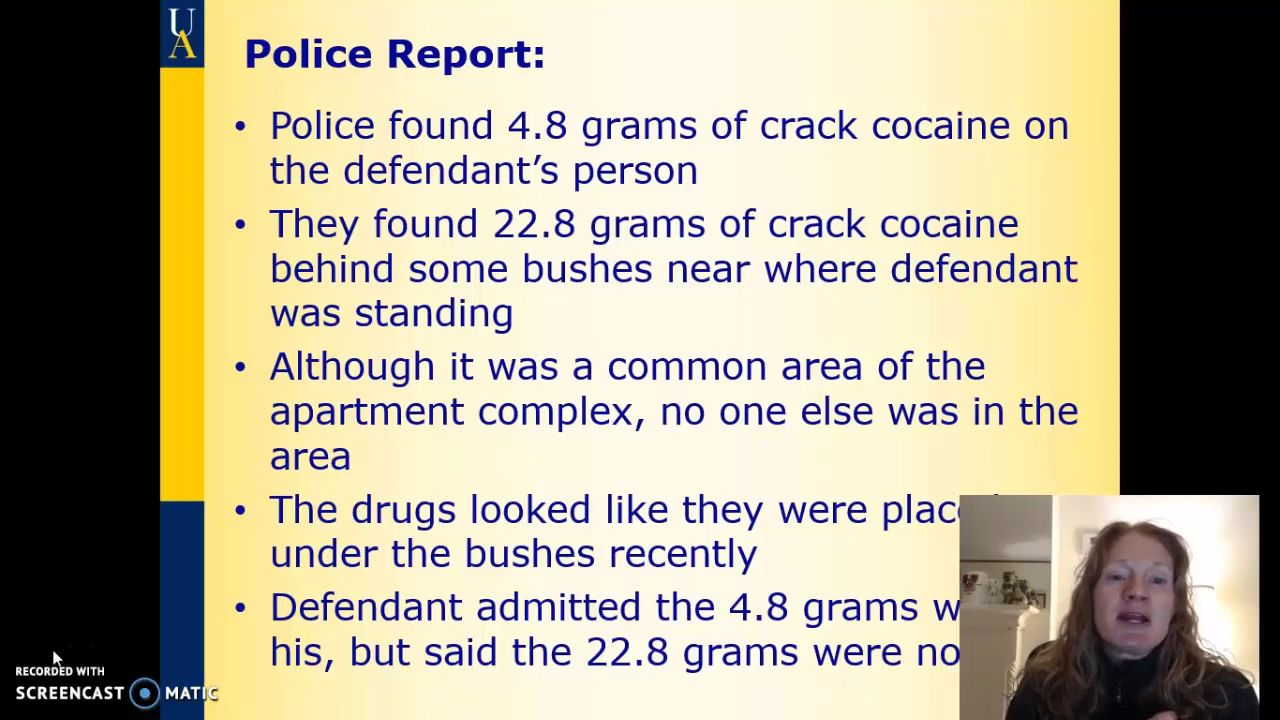 UA
Police Report:
• Police found 4.8 grams of crack cocaine on
the defendant’s person
• They found 22.8 grams of crack cocaine
behind some bushes near where defendant
was standing
• Although it was a common area of the
apartment complex, no one else was in the
area
• The drugs looked like they were
under the bushes recently
• Defendant admitted the 4.8 grams
his, but said the 22.8 grams were
RECORDED WITH
SCREENCAST MATIC